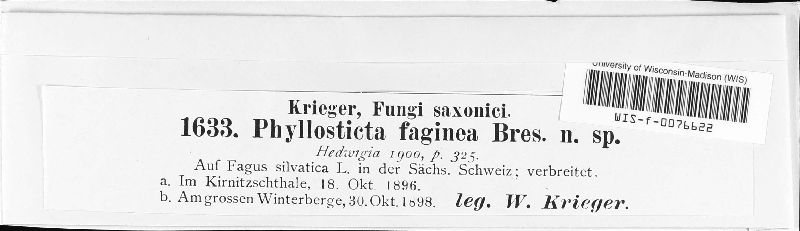 University of Wisconsin-Madison (WIS)
WIS-f-0076622
Krieger, Fungi saxonici.
1633. Phyllosticta faginea Bres. n. sp.
Hedwigia 1900, p. 325.
Auf Fagus silvatica L. in der Sächs. Schweiz; verbreitet.
a. Im Kirnitzschthale, 18. Okt 1896.
b. Am grossen Winterberge, 30. Okt. 1898. leg. W. Krieger.